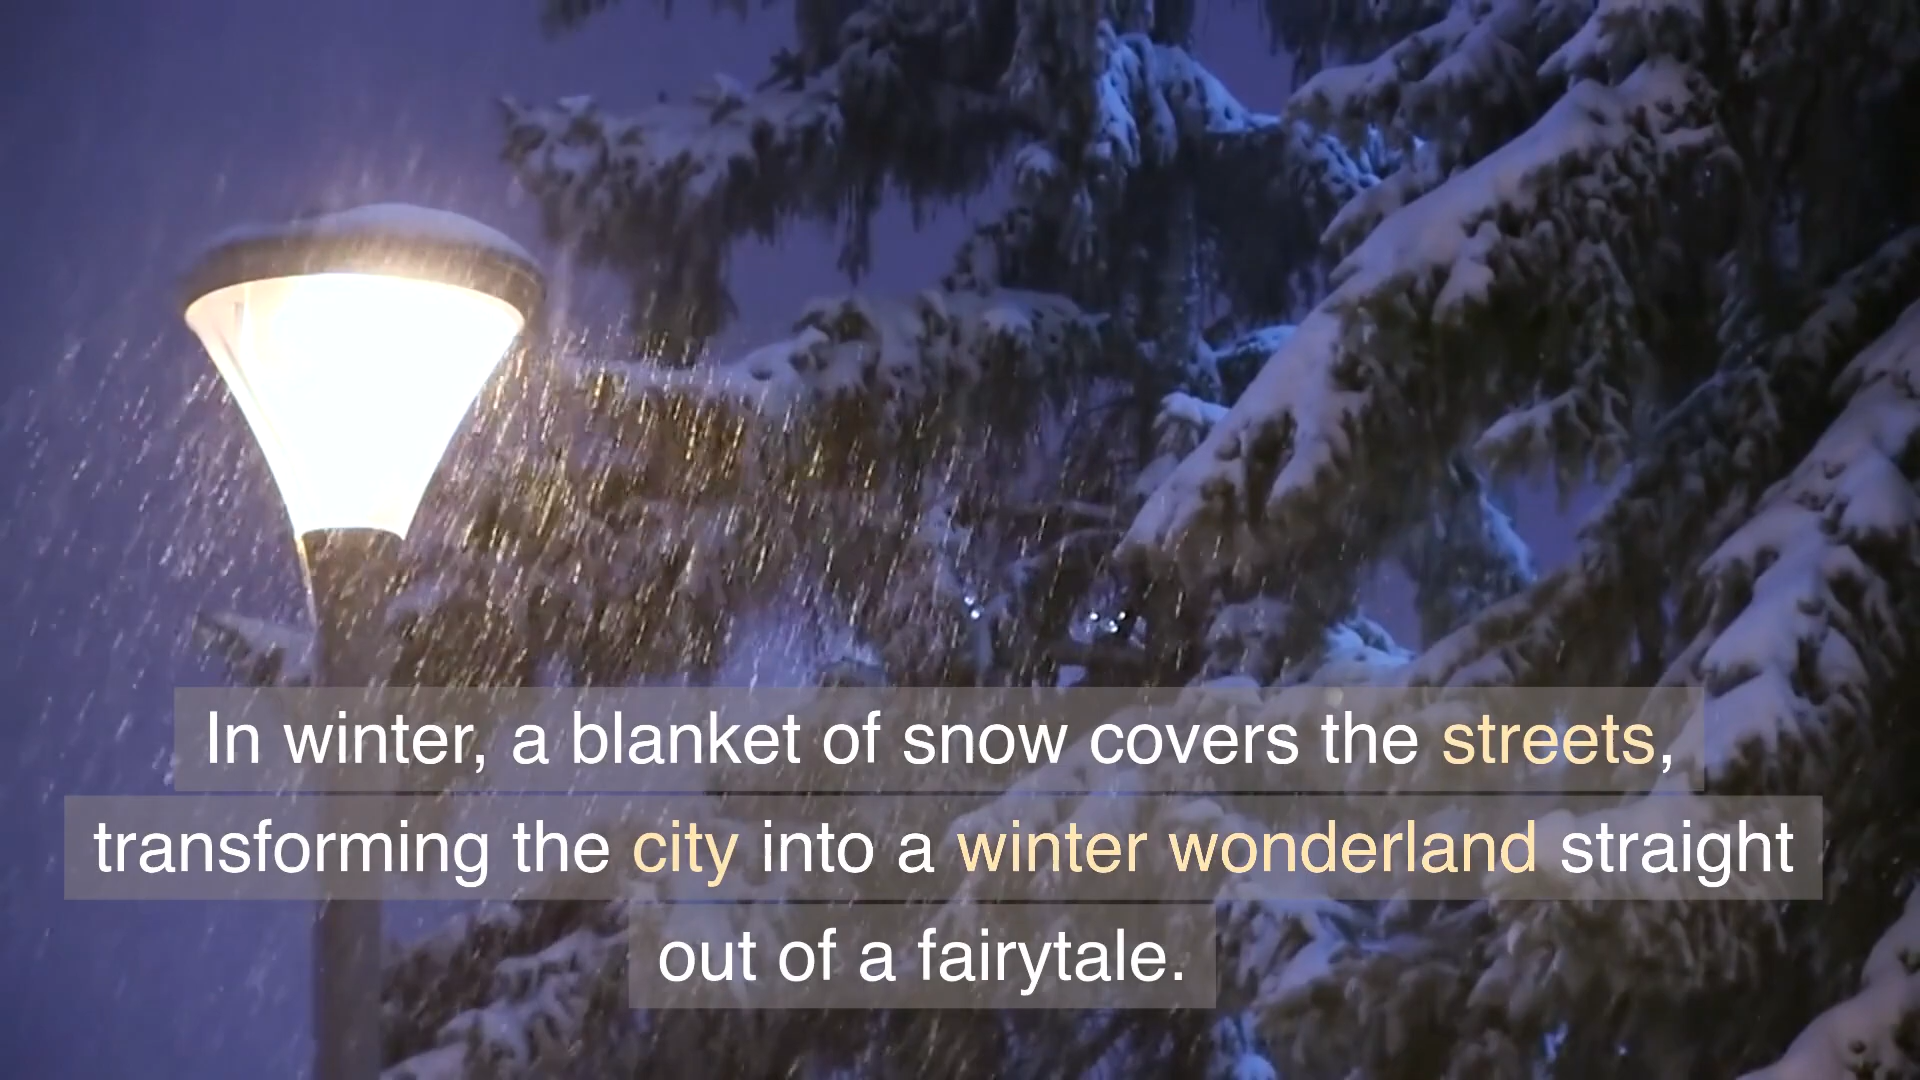 In winter, a blanket of snow covers the streets,
transforming the city into a winter wonderland straight
out of a fairytale.